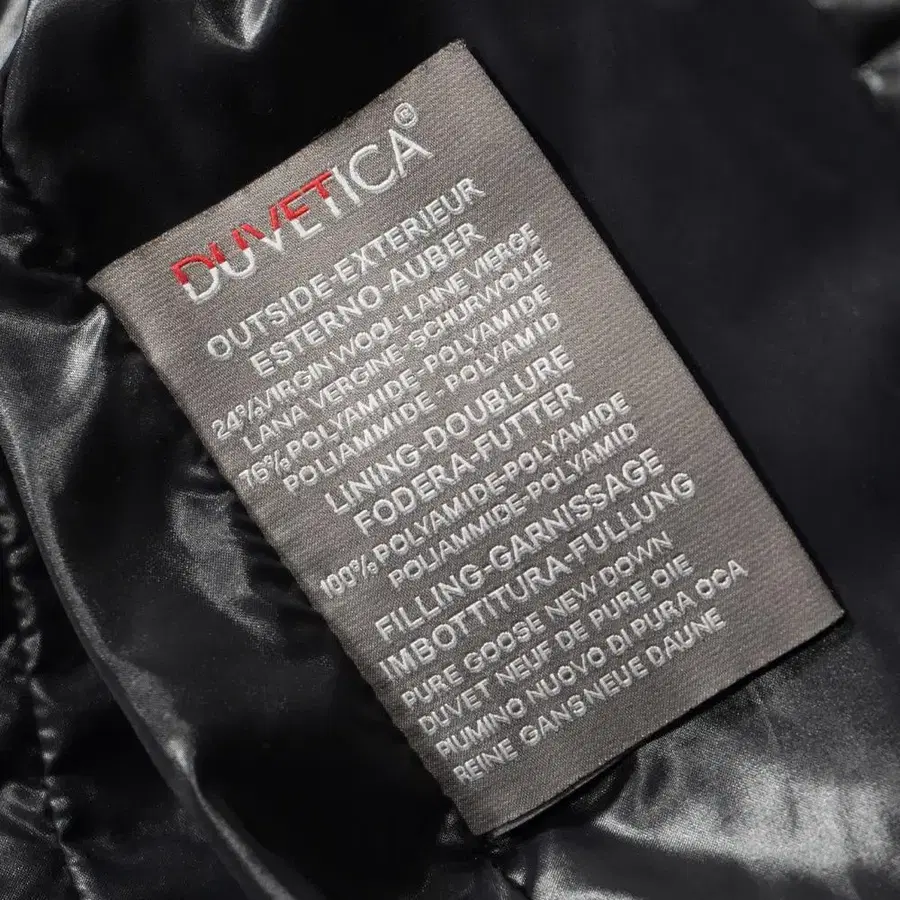 DUVETICA®
OUTSIDE-EXTERIEUR
ESTERNO-AUBER
24% VIRGIN WOOL-LAINE VIERGE
LANA VERGINE-SCHURWOLLE
76% POLYAMIDE-POLYAMIDE
POLIAMMIDE-POLYAMID
LINING-DOUBLURE
FODERA-FUTTER
100% POLYAMIDE-POLYAMIDE
POLIAMMIDE-POLYAMID
FILLING-GARNISSAGE
IMBOTTITURA-FULLUNG
PURE GOOSE NEW DOWN
DUVET NEUF DE PURE OIE
PIUMINO NUOVO DI PURA OCA
REINE GANSNEUE DAUNE